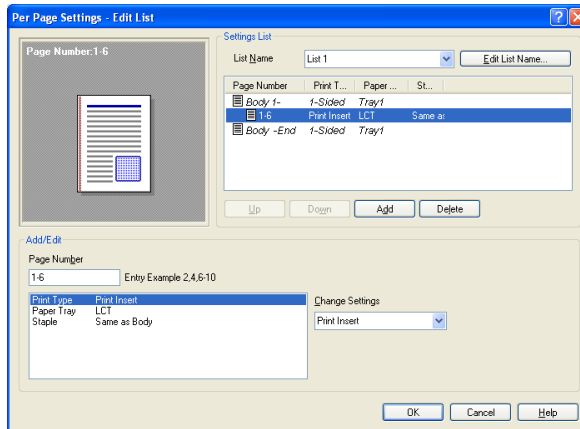 Per Page Settings - Edit List
Page Number:1-6
Settings List
List Name List 1 Edit List Name...
Page Number Print T... Paper ... St...
Body 1- 1-Sided Tray1
1-6 Print Insert LCT Same as
Body -End 1-Sided Tray1
Up Down Add Delete
Add/Edit
Page Number
1-6 Entry Example 2,4,6-10
Print Type Print Insert
Paper Tray LCT
Staple Same as Body
Change Settings
Print Insert
OK Cancel Help